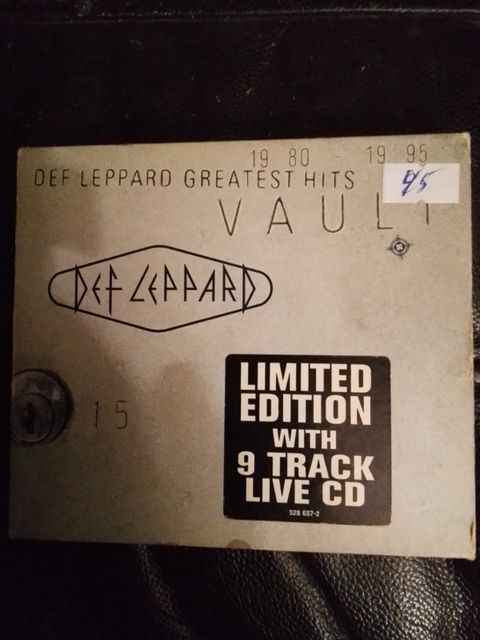 19 80 - 19 95
DEF LEPPARD GREATEST HITS
VAULT
DEF LEPPARD
15
LIMITED
EDITION
WITH
9 TRACK
LIVE CD
528 657-2